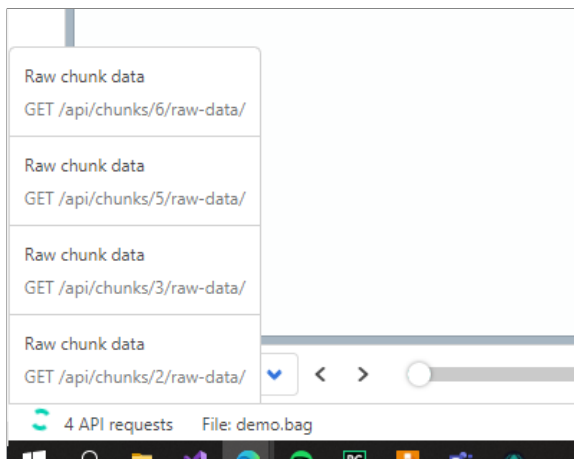 Raw chunk data
GET /api/chunks/6/raw-data/
Raw chunk data
GET /api/chunks/5/raw-data/
Raw chunk data
GET /api/chunks/3/raw-data/
Raw chunk data
GET /api/chunks/2/raw-data/
4 API requests File: demo.bag
PC